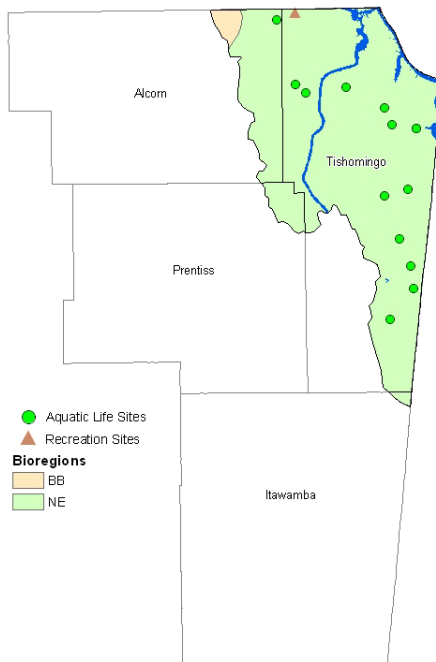 Alcorn
Tishomingo
Prentiss
Aquatic Life Sites
Recreation Sites
Bioregions
BB
NE
Itawamba